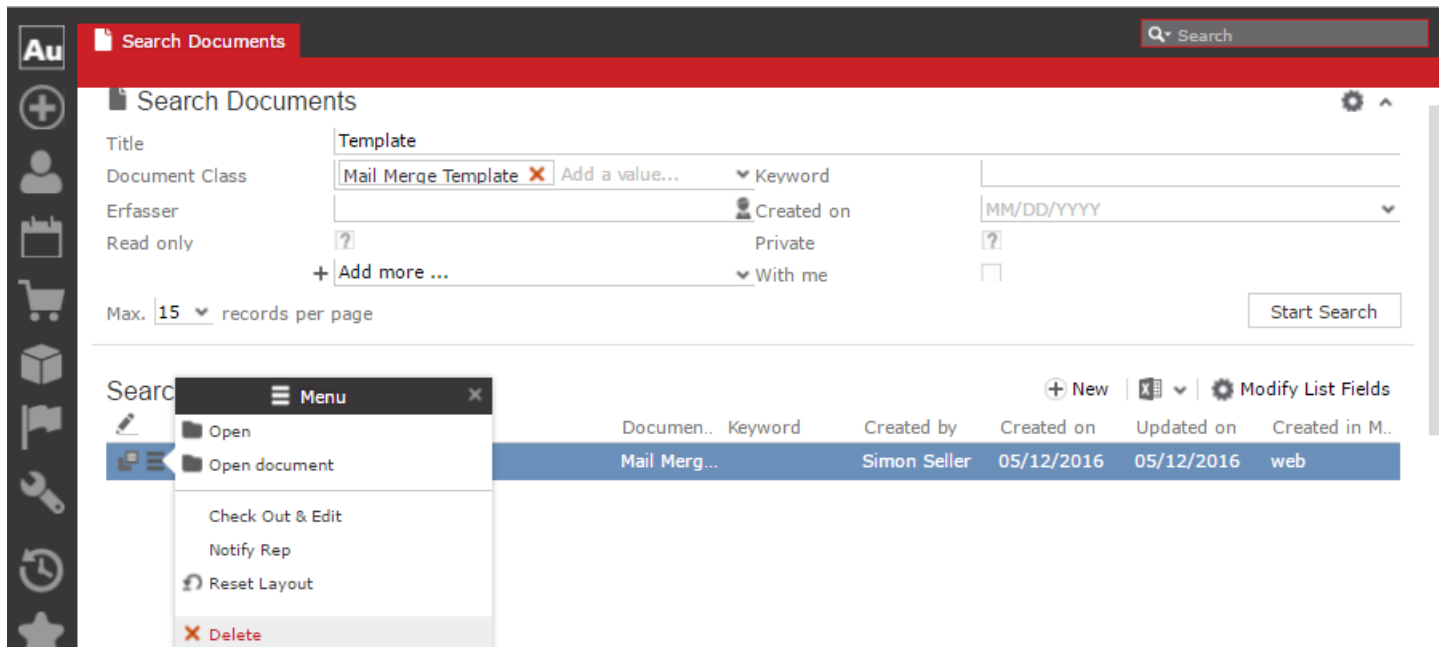 Au Search Documents Search
Search Documents
Title Template
Document Class Mail Merge Template Add a value... Keyword
Erfasser Created on MM/DD/YYYY
Read only ? Private ?
+ Add more ... With me
Max. 15 records per page Start Search
Searc Menu New Modify List Fields
Open Documen.. Keyword Created by Created on Updated on Created in M..
Open document Mail Merg... Simon Seller 05/12/2016 05/12/2016 web
Check Out & Edit
Notify Rep
Reset Layout
Delete